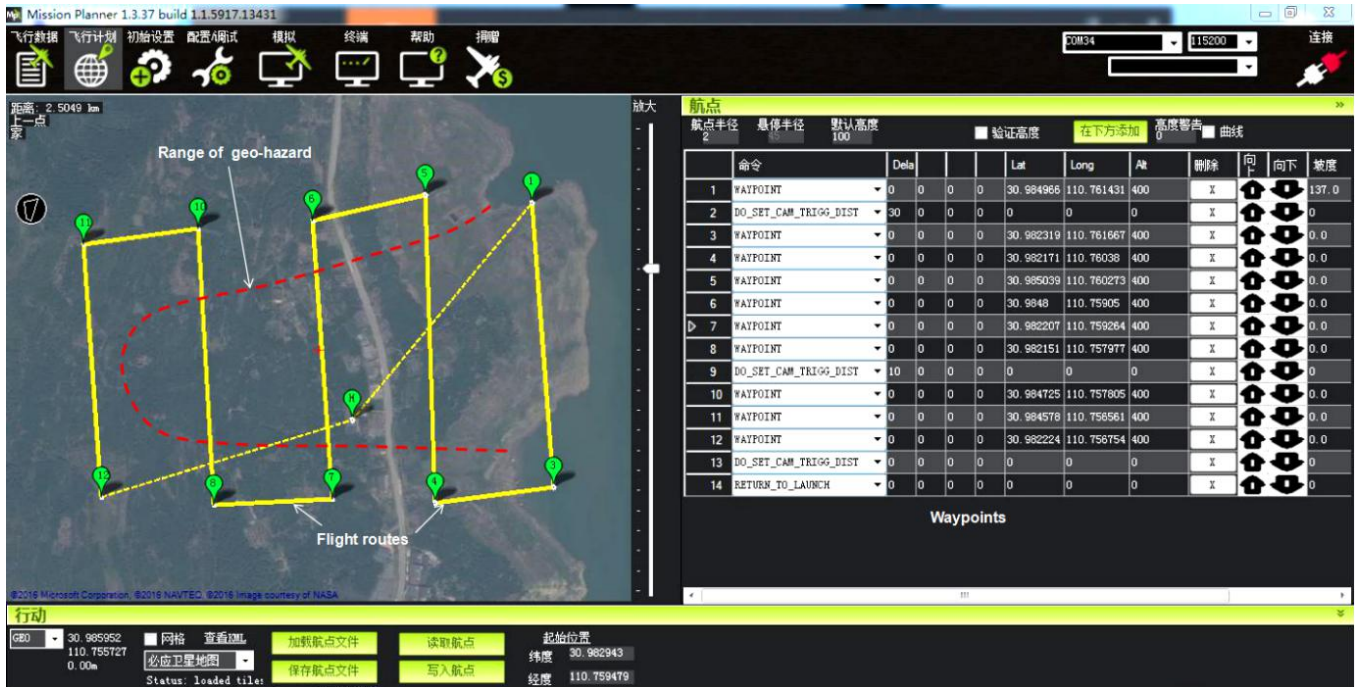 Mission Planner 1.3.37 build 1.1.5917.13431
飞行数据 飞行计划 初始设置 配置/调试 模拟 终端 帮助 捐赠
COM34 115200 连接
距离: 2.5049 km
上一点
家
放大
Range of geo-hazard
11 10 6 5 1
H
12 8 7 4 3
Flight routes
©2016 Microsoft Corporation, ©2016 NAVTEQ, ©2016 Image courtesy of NASA
航点
航点半径 悬停半径 默认高度 验证高度 在下方添加 高度警告 曲线
2 45 100 0
命令 Dela Lat Long Alt 删除 向上 向下 坡度
1 WAYPOINT 0 0 0 0 30.984966 110.761431 400 X 137.0
2 DO_SET_CAM_TRIGG_DIST 30 0 0 0 0 0 0 X 0
3 WAYPOINT 0 0 0 0 30.982319 110.761667 400 X 0.0
4 WAYPOINT 0 0 0 0 30.982171 110.76038 400 X 0.0
5 WAYPOINT 0 0 0 0 30.985039 110.760273 400 X 0.0
6 WAYPOINT 0 0 0 0 30.9848 110.75905 400 X 0.0
7 WAYPOINT 0 0 0 0 30.982207 110.759264 400 X 0.0
8 WAYPOINT 0 0 0 0 30.982151 110.757977 400 X 0.0
9 DO_SET_CAM_TRIGG_DIST 10 0 0 0 0 0 0 X 0
10 WAYPOINT 0 0 0 0 30.984725 110.757805 400 X 0.0
11 WAYPOINT 0 0 0 0 30.984578 110.756561 400 X 0.0
12 WAYPOINT 0 0 0 0 30.982224 110.756754 400 X 0.0
13 DO_SET_CAM_TRIGG_DIST 0 0 0 0 0 0 0 X 0
14 RETURN_TO_LAUNCH 0 0 0 0 0 0 0 X 0
Waypoints
行动
GEO 30.985952 网格 查看KML 加载航点文件 读取航点 起始位置
110.755727 必应卫星地图 纬度 30.982943
0.00m Status: loaded tile: 保存航点文件 写入航点 经度 110.759479